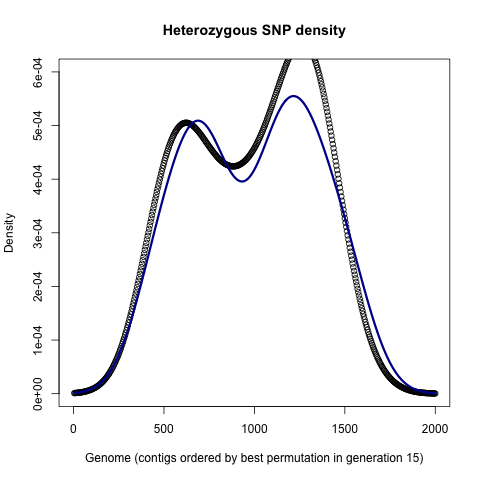 Heterozygous SNP density
6e-04
5e-04
4e-04
3e-04
2e-04
1e-04
0e+00
Density
0 500 1000 1500 2000
Genome (contigs ordered by best permutation in generation 15)